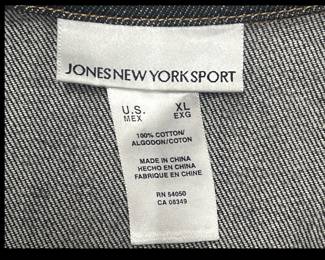 JONES NEW YORK SPORT
U.S. XL
MEX EXG
100% COTTON/
ALGODON/COTON
MADE IN CHINA
HECHO EN CHINA
FABRIQUE EN CHINE
RN 54050
CA 08349